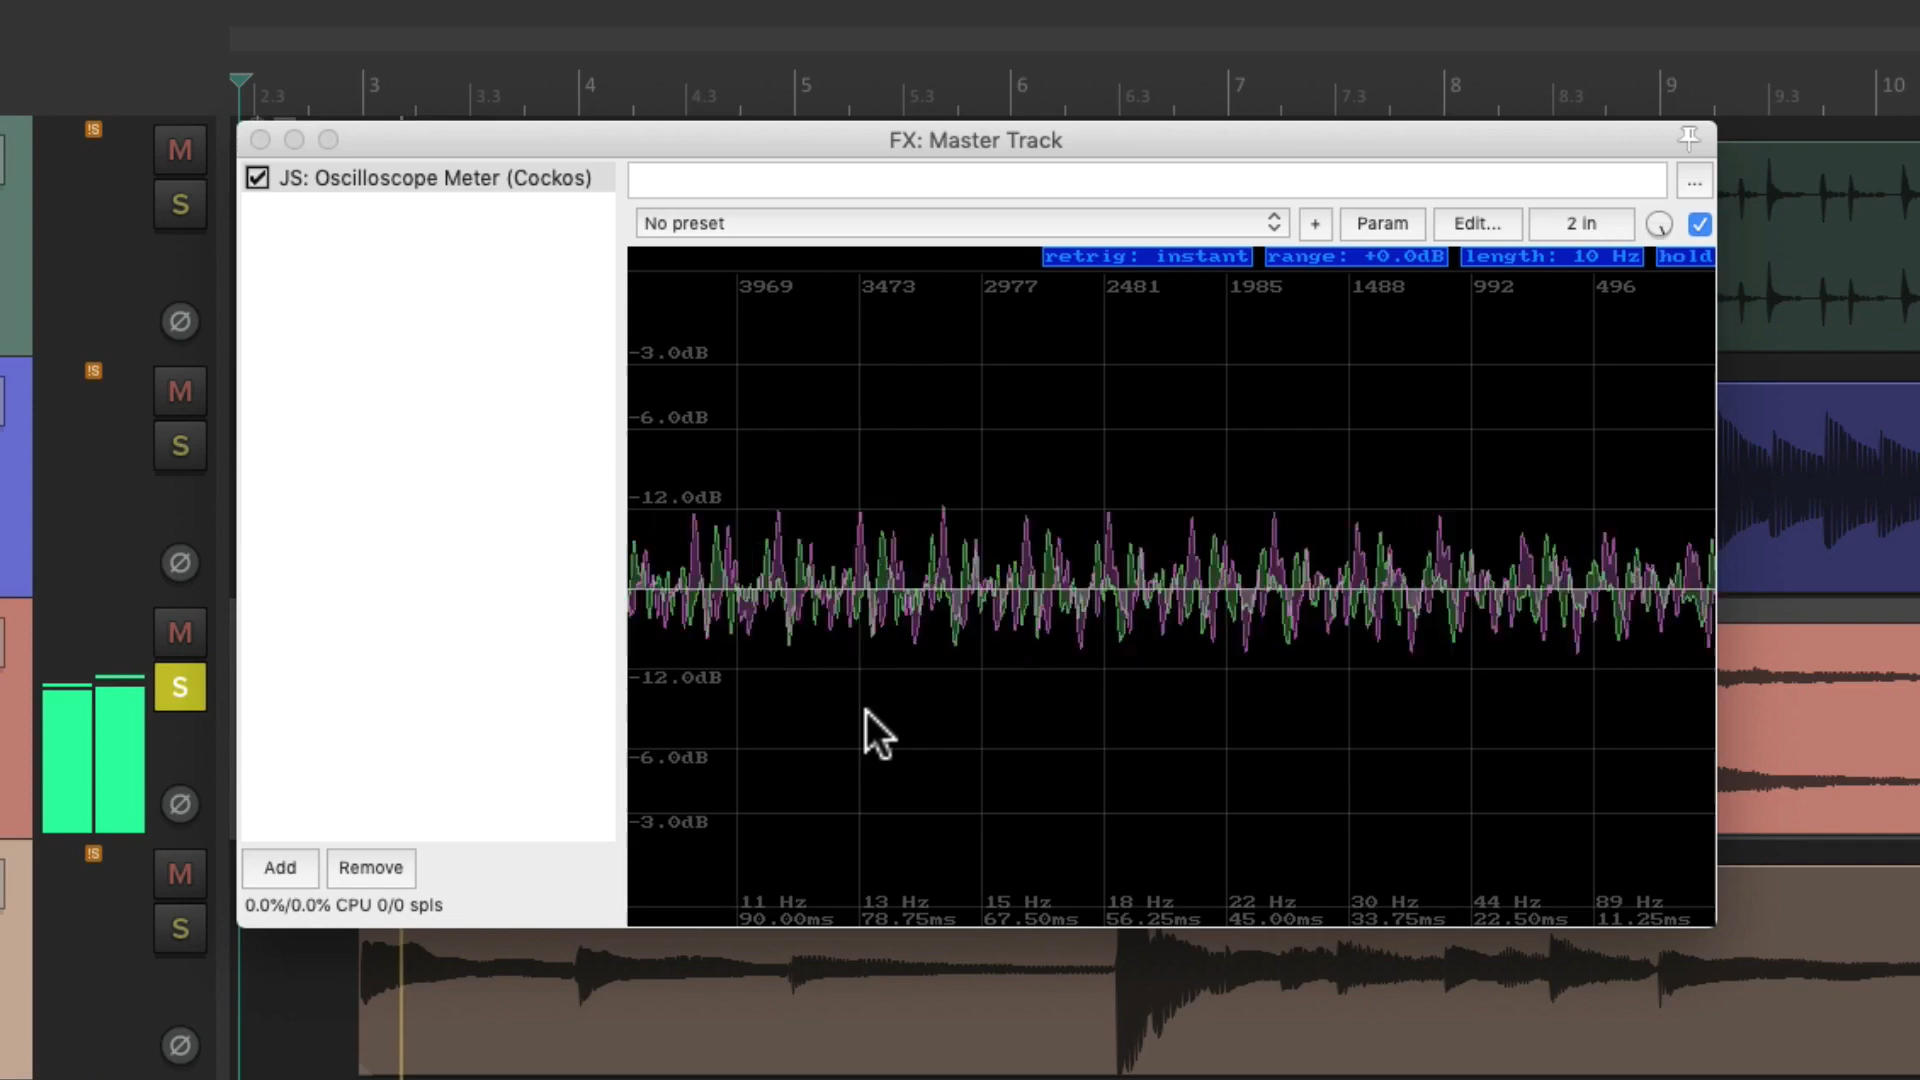 3 4 5 6 7 8 9 10
2.3 3.3 4.3 5.3 6.3 7.3 8.3 9.3
!S
M
S
Ø
!S
M
S
Ø
M
S
Ø
!S
M
S
Ø
FX: Master Track
JS: Oscilloscope Meter (Cockos)
...
No preset
+
Param
Edit...
2 in
retrig: instant range: +0.0dB length: 10 Hz hold
3969 3473 2977 2481 1985 1488 992 496
-3.0dB
-6.0dB
-12.0dB
-12.0dB
-6.0dB
-3.0dB
11 Hz 13 Hz 15 Hz 18 Hz 22 Hz 30 Hz 44 Hz 89 Hz
90.00ms 78.75ms 67.50ms 56.25ms 45.00ms 33.75ms 22.50ms 11.25ms
Add
Remove
0.0%/0.0% CPU 0/0 spls